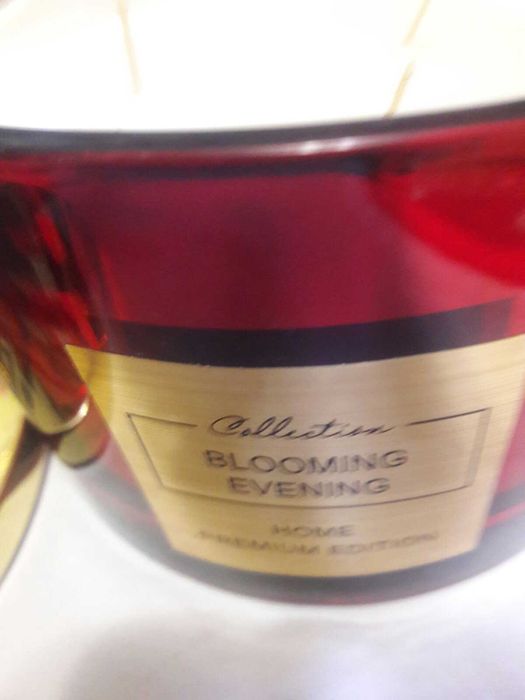 Collection
BLOOMING
EVENING
HOME
PREMIUM EDITION